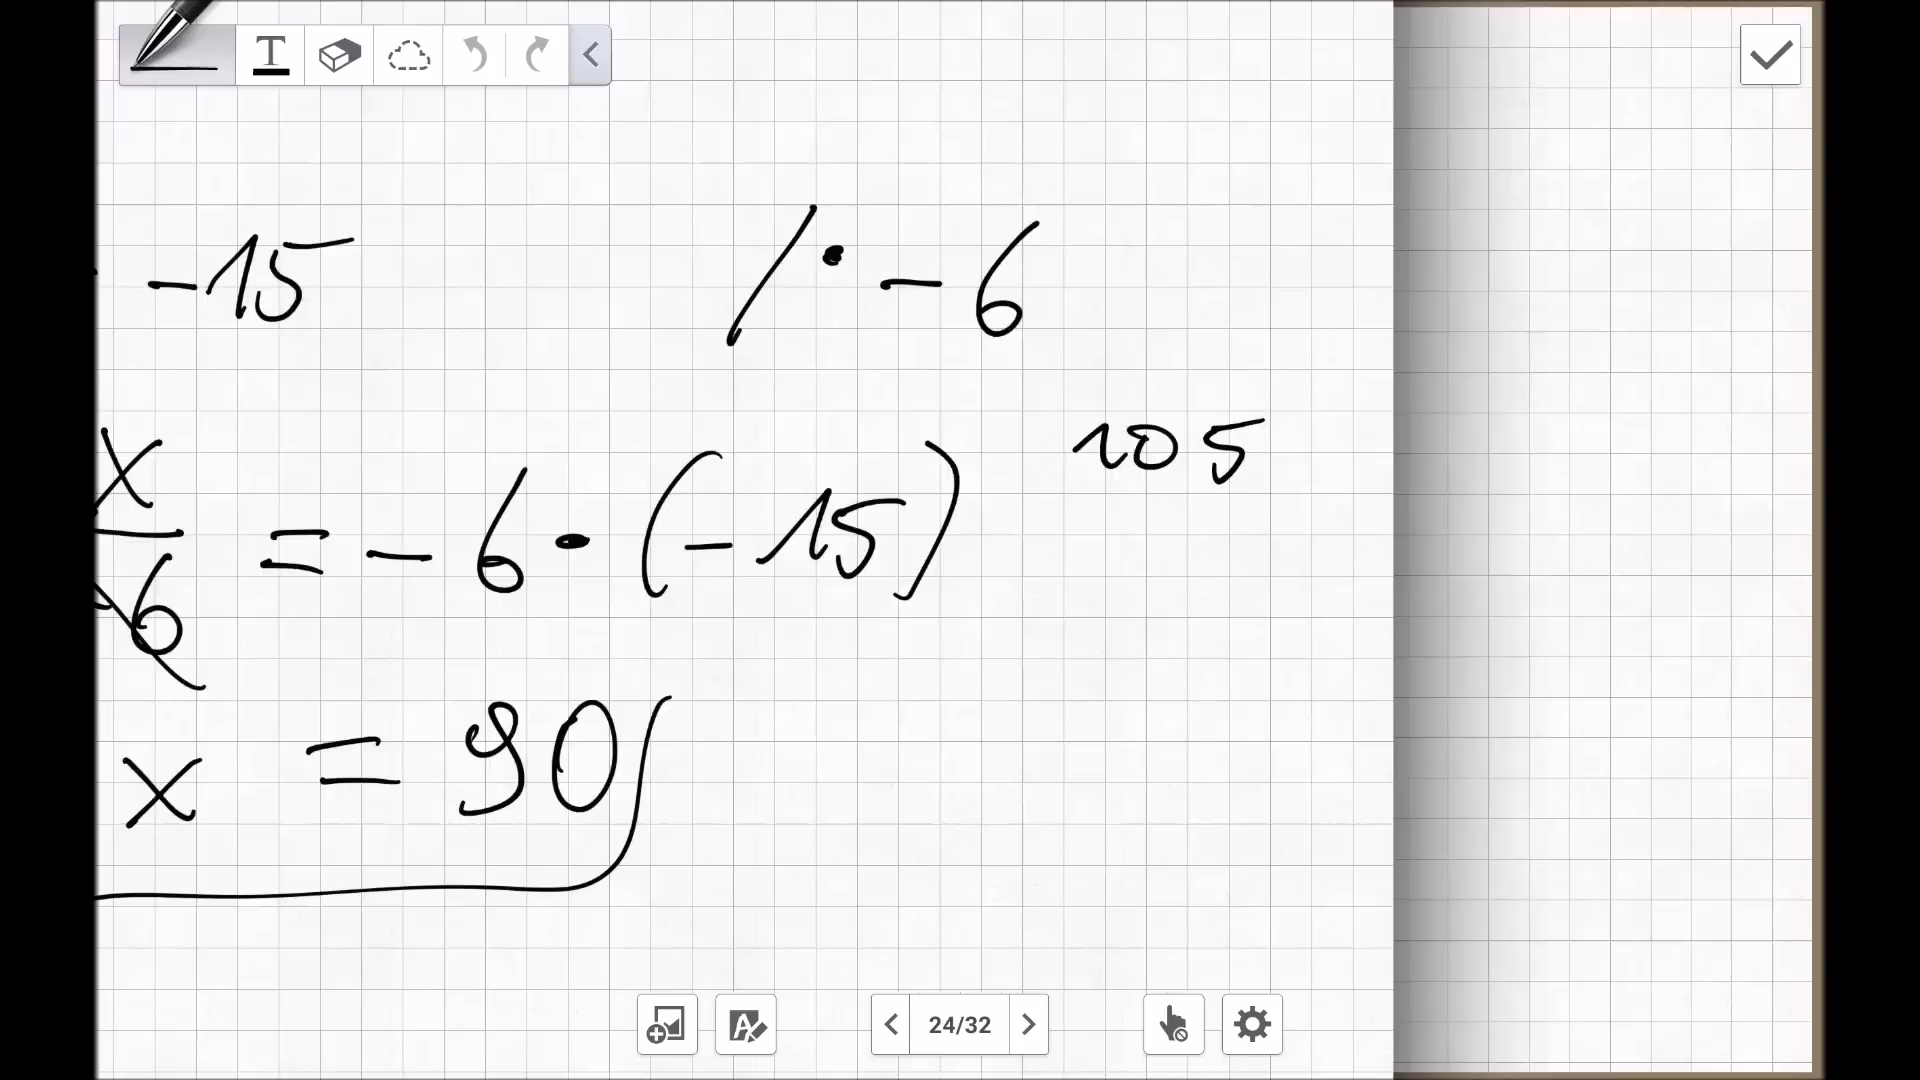 T
-15 / · -6
105
x/6 = -6 · (-15)
x = 90
24/32